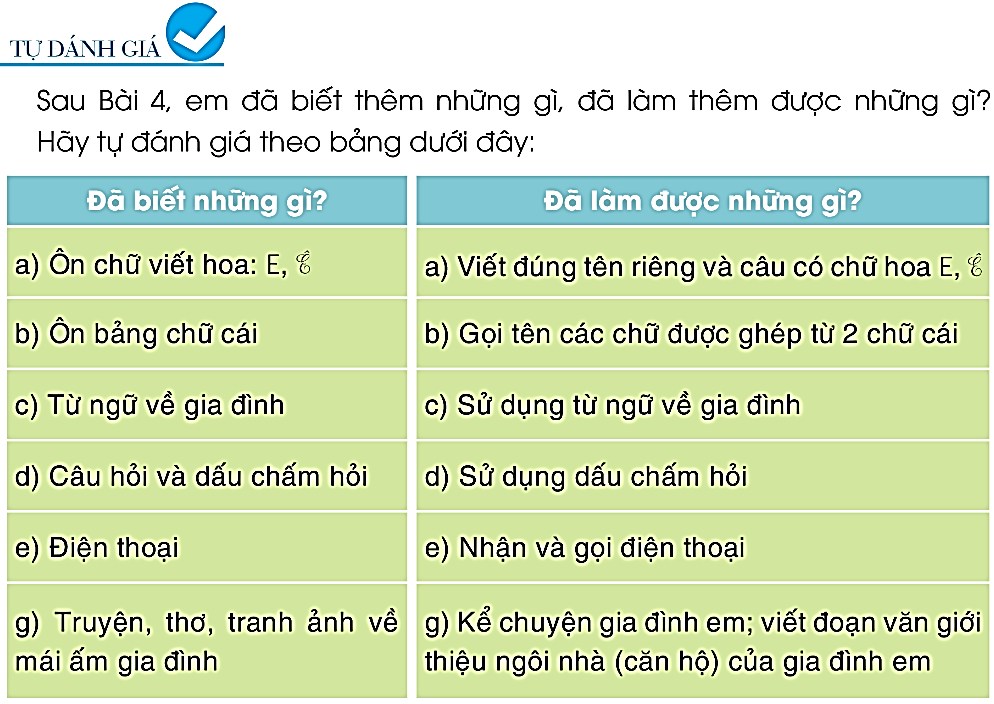 TỰ DÁNH GIÁ
Sau Bài 4, em đã biết thêm những gì, đã làm thêm được những gì?
Hãy tự đánh giá theo bảng dưới đây:
Đã biết những gì?
Đã làm được những gì?
a) Ôn chữ viết hoa: E, Ê
a) Viết đúng tên riêng và câu có chữ hoa E, Ê
b) Ôn bảng chữ cái
b) Gọi tên các chữ được ghép từ 2 chữ cái
c) Từ ngữ về gia đình
c) Sử dụng từ ngữ về gia đình
d) Câu hỏi và dấu chấm hỏi
d) Sử dụng dấu chấm hỏi
e) Điện thoại
e) Nhận và gọi điện thoại
g) Truyện, thơ, tranh ảnh về
mái ấm gia đình
g) Kể chuyện gia đình em; viết đoạn văn giới
thiệu ngôi nhà (căn hộ) của gia đình em